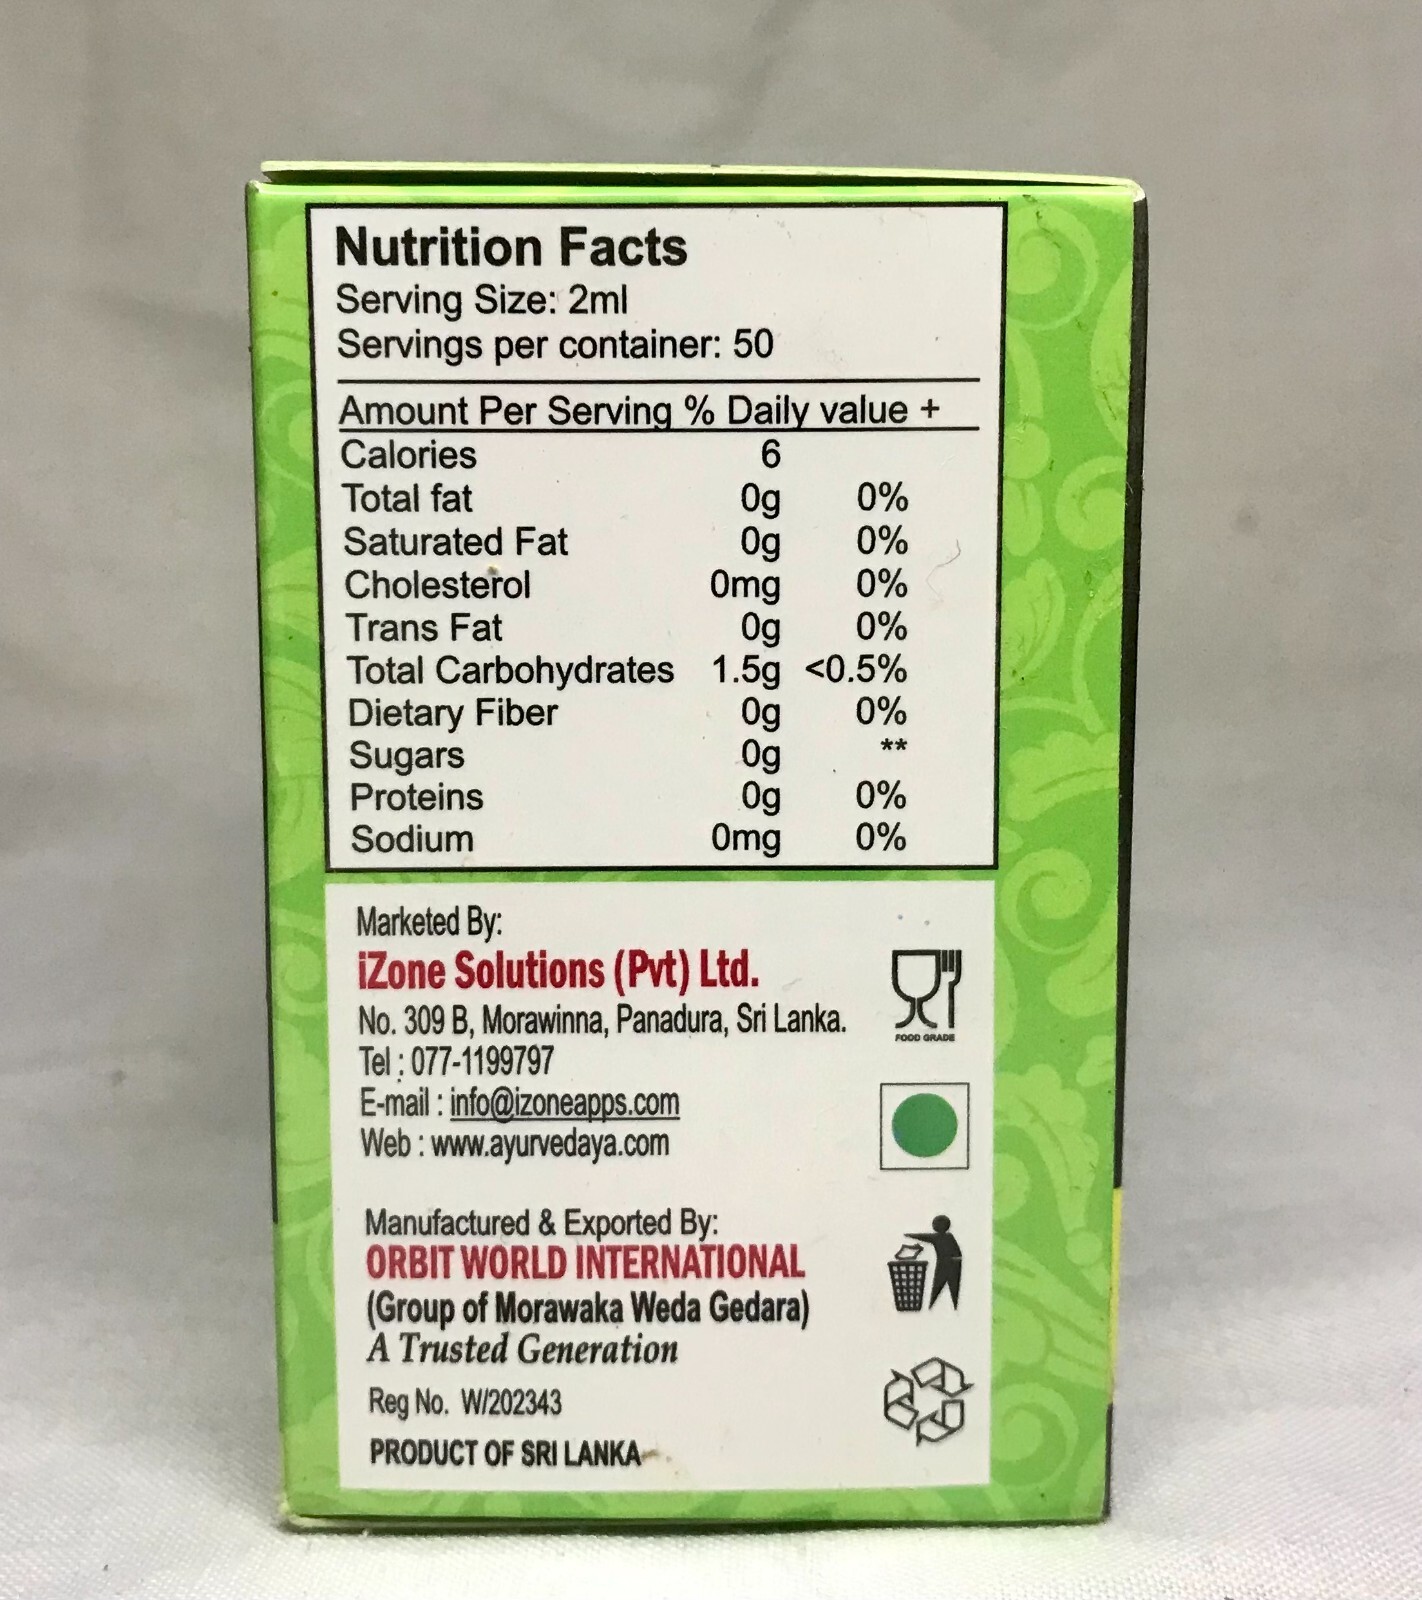 Nutrition Facts
Serving Size: 2ml
Servings per container: 50
Amount Per Serving % Daily value +
Calories 6
Total fat 0g 0%
Saturated Fat 0g 0%
Cholesterol 0mg 0%
Trans Fat 0g 0%
Total Carbohydrates 1.5g <0.5%
Dietary Fiber 0g 0%
Sugars 0g **
Proteins 0g 0%
Sodium 0mg 0%
Marketed By:
iZone Solutions (Pvt) Ltd.
No. 309 B, Morawinna, Panadura, Sri Lanka.
Tel : 077-1199797
E-mail : info@izoneapps.com
Web : www.ayurvedaya.com
FOOD GRADE
Manufactured & Exported By:
ORBIT WORLD INTERNATIONAL
(Group of Morawaka Weda Gedara)
A Trusted Generation
Reg No. W/202343
PRODUCT OF SRI LANKA